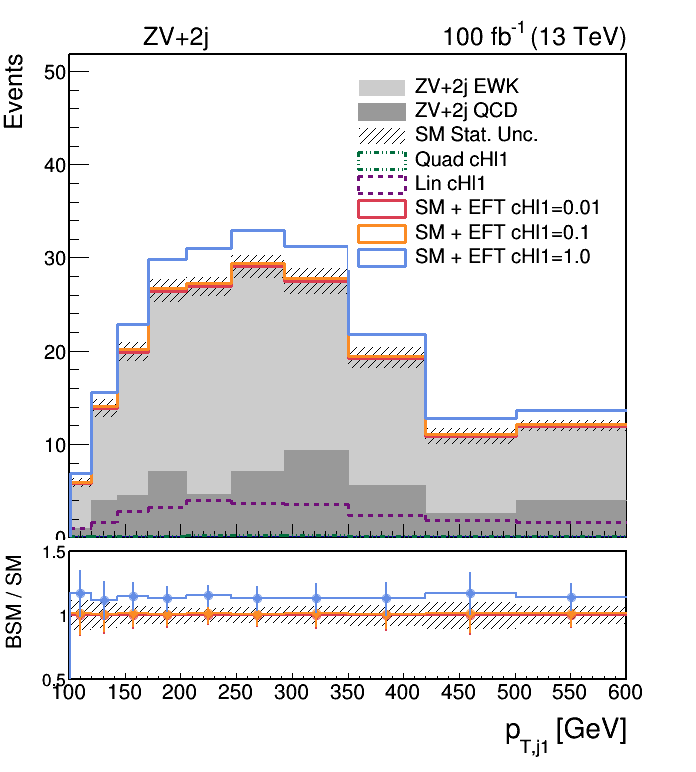 ZV+2j 100 fb-1 (13 TeV)
Events
50
40
30
20
10
0
ZV+2j EWK
ZV+2j QCD
SM Stat. Unc.
Quad cHl1
Lin cHl1
SM + EFT cHl1=0.01
SM + EFT cHl1=0.1
SM + EFT cHl1=1.0
BSM / SM
1.5
1
0.5
100 150 200 250 300 350 400 450 500 550 600
pT,j1 [GeV]